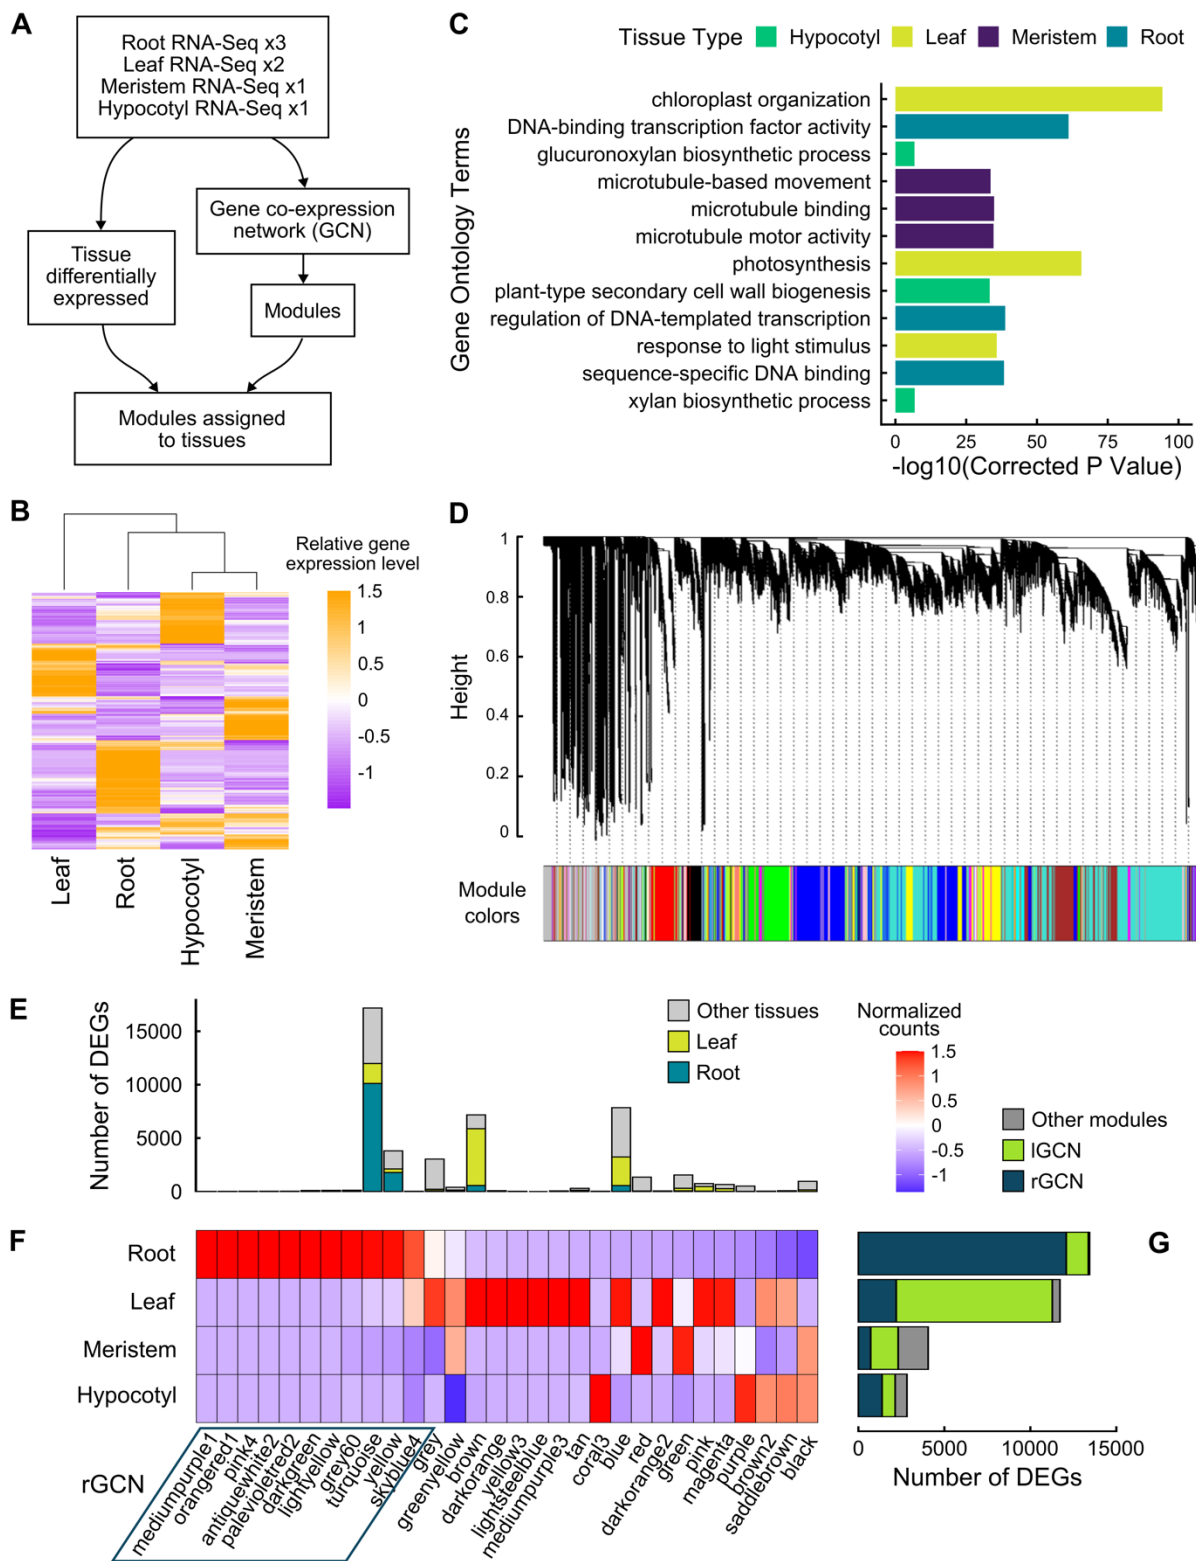 A
Root RNA-Seq x3
Leaf RNA-Seq x2
Meristem RNA-Seq x1
Hypocotyl RNA-Seq x1
Tissue
differentially
expressed
Gene co-expression
network (GCN)
Modules
Modules assigned
to tissues
B
Relative gene
expression level
1.5
1
0.5
0
-0.5
-1
Leaf
Root
Hypocotyl
Meristem
C
Tissue Type
Hypocotyl
Leaf
Meristem
Root
Gene Ontology Terms
chloroplast organization
DNA-binding transcription factor activity
glucuronoxylan biosynthetic process
microtubule-based movement
microtubule binding
microtubule motor activity
photosynthesis
plant-type secondary cell wall biogenesis
regulation of DNA-templated transcription
response to light stimulus
sequence-specific DNA binding
xylan biosynthetic process
0 25 50 75 100
-log10(Corrected P Value)
D
Height
1
0.8
0.6
0.4
0.2
0
Module
colors
E
Number of DEGs
15000
10000
5000
0
Other tissues
Leaf
Root
Normalized
counts
1.5
1
0.5
0
-0.5
-1
Other modules
lGCN
rGCN
F
Root
Leaf
Meristem
Hypocotyl
rGCN
mediumpurple1
orangered1
pink4
antiquewhite2
palevioletred2
darkgreen
lightyellow
grey60
turquoise
yellow
skyblue4
grey
greenyellow
brown
darkorange
yellow3
lightsteelblue
mediumpurple3
tan
coral3
blue
red
darkorange2
green
pink
magenta
purple
brown2
saddlebrown
black
G
0 5000 10000 15000
Number of DEGs